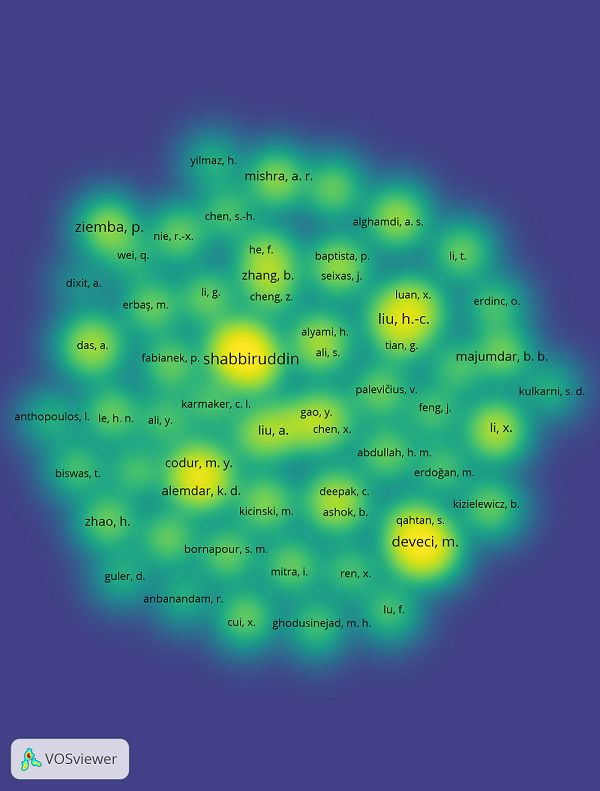 yilmaz, h.
mishra, a. r.
chen, s.-h.
alghamdi, a. s.
ziemba, p.
nie, r.-x.
he, f.
wei, q.
baptista, p.
li, t.
zhang, b.
seixas, j.
dixit, a.
li, g.
cheng, z.
luan, x.
erbaş, m.
erdinc, o.
liu, h.-c.
alyami, h.
das, a.
tian, g.
ali, s.
fabianek, p.
shabbiruddin
majumdar, b. b.
palevičius, v.
kulkarni, s. d.
karmaker, c. l.
feng, j.
gao, y.
anthopoulos, l.
le, h. n.
ali, y.
liu, a.
chen, x.
li, x.
abdullah, h. m.
codur, m. y.
biswas, t.
erdoğan, m.
alemdar, k. d.
deepak, c.
kizielewicz, b.
kicinski, m.
ashok, b.
zhao, h.
qahtan, s.
deveci, m.
bornapour, s. m.
guler, d.
mitra, i.
ren, x.
anbanandam, r.
lu, f.
cui, x.
ghodusinejad, m. h.
VOSviewer